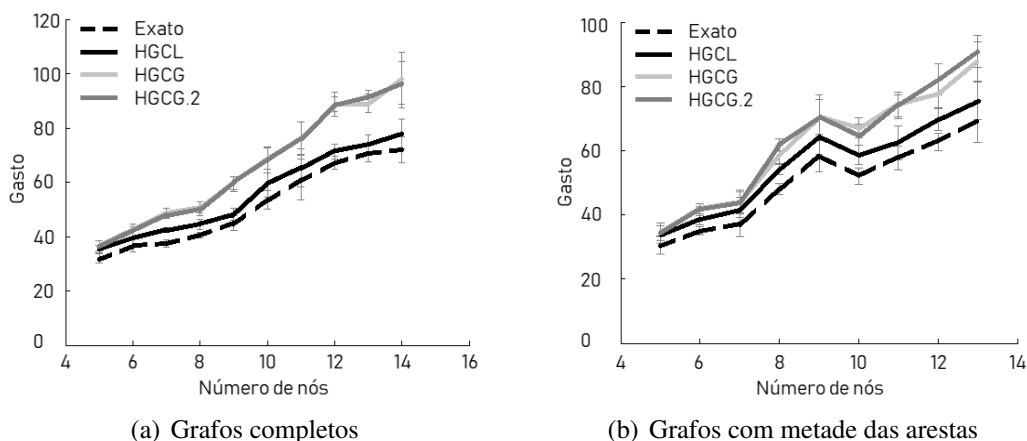 120
100
80
60
40
20
0
Gasto
Exato
HGCL
HGCG
HGCG.2
4 6 8 10 12 14 16
Número de nós
(a) Grafos completos
100
80
60
40
20
0
Gasto
Exato
HGCL
HGCG
HGCG.2
4 6 8 10 12 14
Número de nós
(b) Grafos com metade das arestas